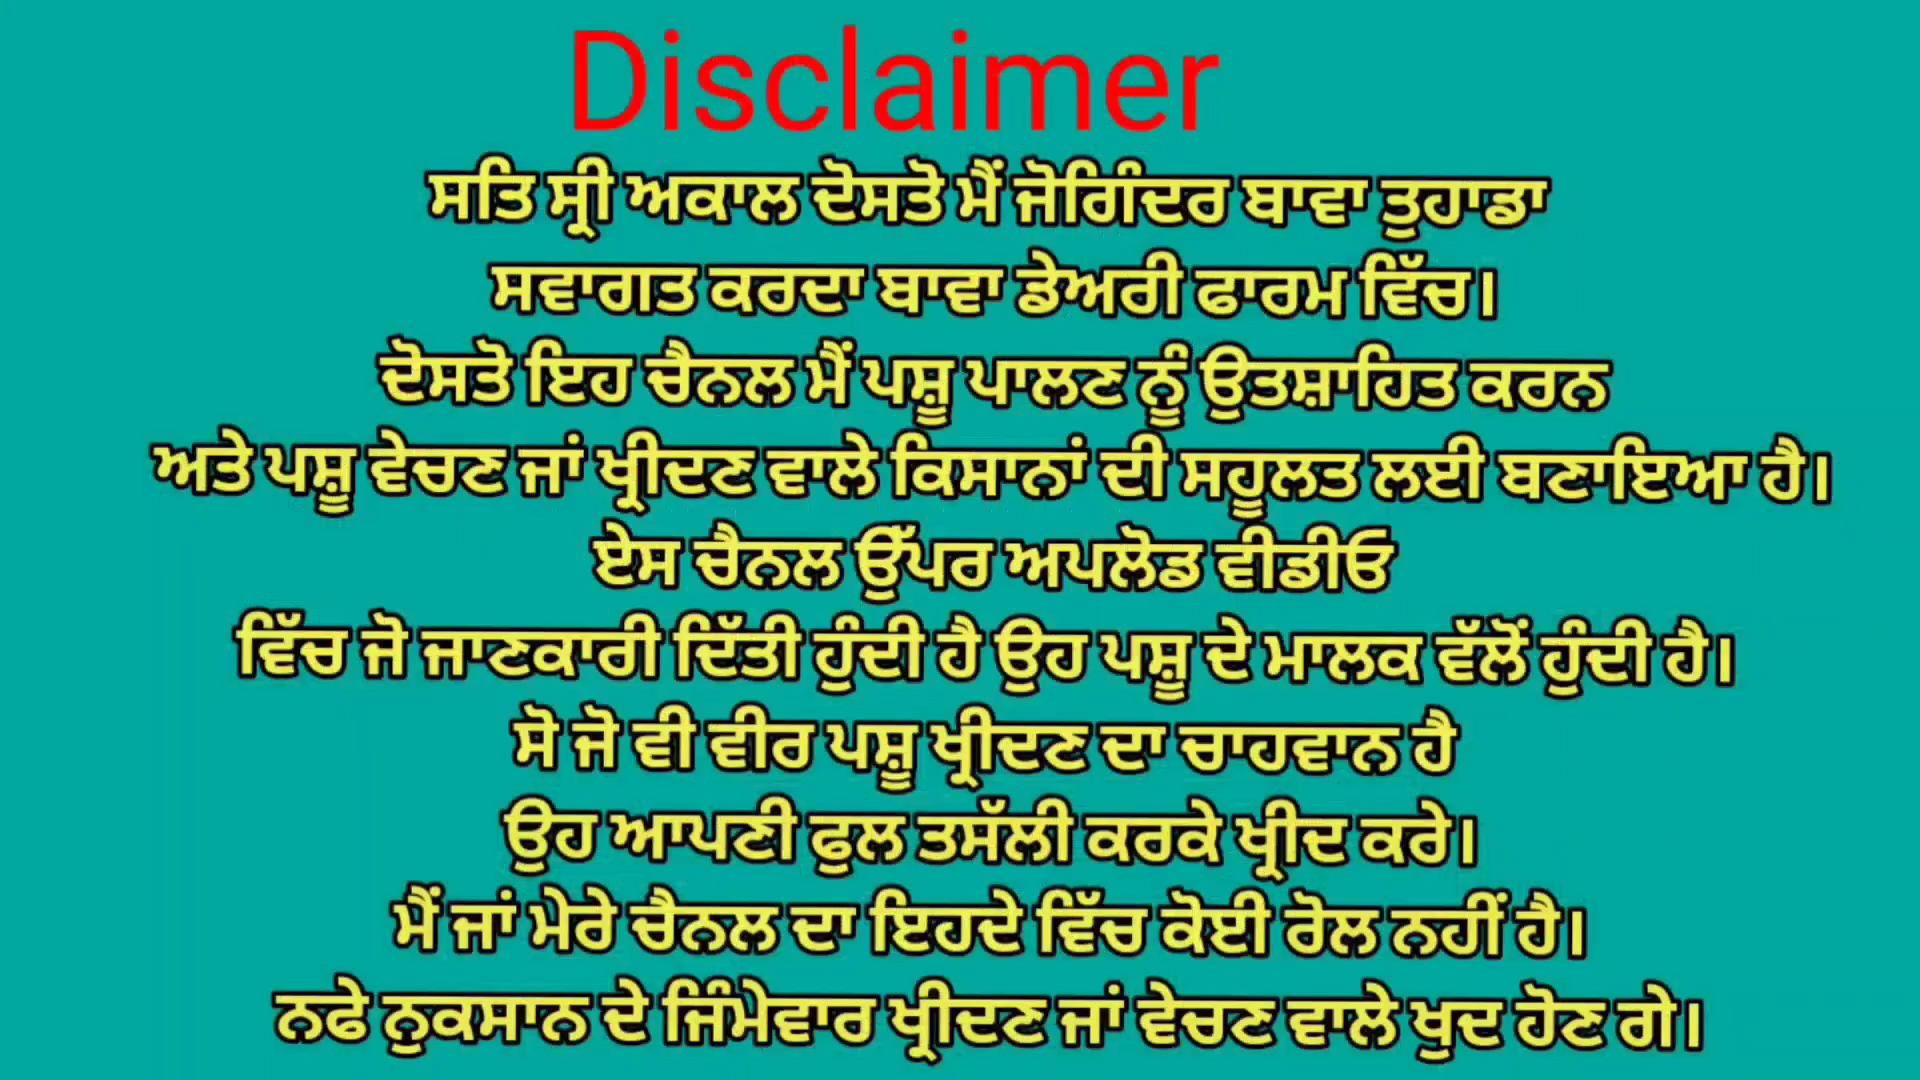 Disclaimer
ਸਤਿ ਸ੍ਰੀ ਅਕਾਲ ਦੋਸਤੋ ਮੈਂ ਜੋਗਿੰਦਰ ਬਾਵਾ ਤੁਹਾਡਾ
ਸਵਾਗਤ ਕਰਦਾ ਬਾਵਾ ਡੇਅਰੀ ਫਾਰਮ ਵਿੱਚ।
ਦੋਸਤੋ ਇਹ ਚੈਨਲ ਮੈਂ ਪਸ਼ੂ ਪਾਲਣ ਨੂੰ ਉਤਸ਼ਾਹਿਤ ਕਰਨ
ਅਤੇ ਪਸ਼ੂ ਵੇਚਣ ਜਾਂ ਖ੍ਰੀਦਣ ਵਾਲੇ ਕਿਸਾਨਾਂ ਦੀ ਸਹੂਲਤ ਲਈ ਬਣਾਇਆ ਹੈ।
ਏਸ ਚੈਨਲ ਉੱਪਰ ਅਪਲੋਡ ਵੀਡੀਓ
ਵਿੱਚ ਜੋ ਜਾਣਕਾਰੀ ਦਿੱਤੀ ਹੁੰਦੀ ਹੈ ਉਹ ਪਸ਼ੂ ਦੇ ਮਾਲਕ ਵੱਲੋਂ ਹੁੰਦੀ ਹੈ।
ਸੋ ਜੋ ਵੀ ਵੀਰ ਪਸ਼ੂ ਖ੍ਰੀਦਣ ਦਾ ਚਾਹਵਾਨ ਹੈ
ਉਹ ਆਪਣੀ ਫੁਲ ਤਸੱਲੀ ਕਰਕੇ ਖ੍ਰੀਦ ਕਰੇ।
ਮੈਂ ਜਾਂ ਮੇਰੇ ਚੈਨਲ ਦਾ ਇਹਦੇ ਵਿੱਚ ਕੋਈ ਰੋਲ ਨਹੀਂ ਹੈ।
ਨਫੇ ਨੁਕਸਾਨ ਦੇ ਜਿੰਮੇਵਾਰ ਖ੍ਰੀਦਣ ਜਾਂ ਵੇਚਣ ਵਾਲੇ ਖੁਦ ਹੋਣ ਗੇ।